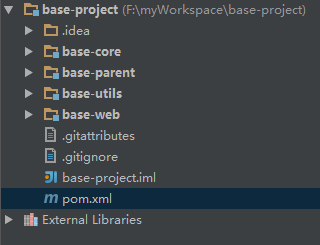 base-project (F:\myWorkspace\base-project)
.idea
base-core
base-parent
base-utils
base-web
.gitattributes
.gitignore
base-project.iml
pom.xml
External Libraries